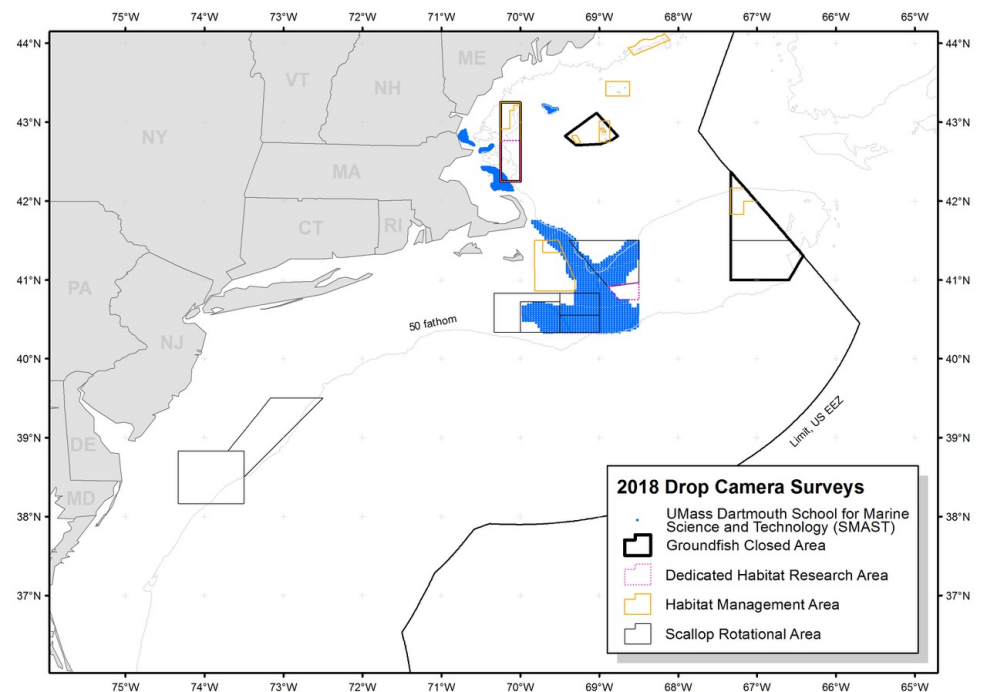 75°W 74°W 73°W 72°W 71°W 70°W 69°W 68°W 67°W 66°W 65°W
44°N 44°N
ME
VT
NH
43°N 43°N
NY
MA
42°N 42°N
CT RI
41°N 41°N
PA
50 fathom
NJ
40°N 40°N
Limit, US EEZ
39°N 39°N
DE
MD
38°N 38°N
37°N 37°N
2018 Drop Camera Surveys
UMass Dartmouth School for Marine
Science and Technology (SMAST)
Groundfish Closed Area
Dedicated Habitat Research Area
Habitat Management Area
Scallop Rotational Area
75°W 74°W 73°W 72°W 71°W 70°W 69°W 68°W 67°W 66°W 65°W